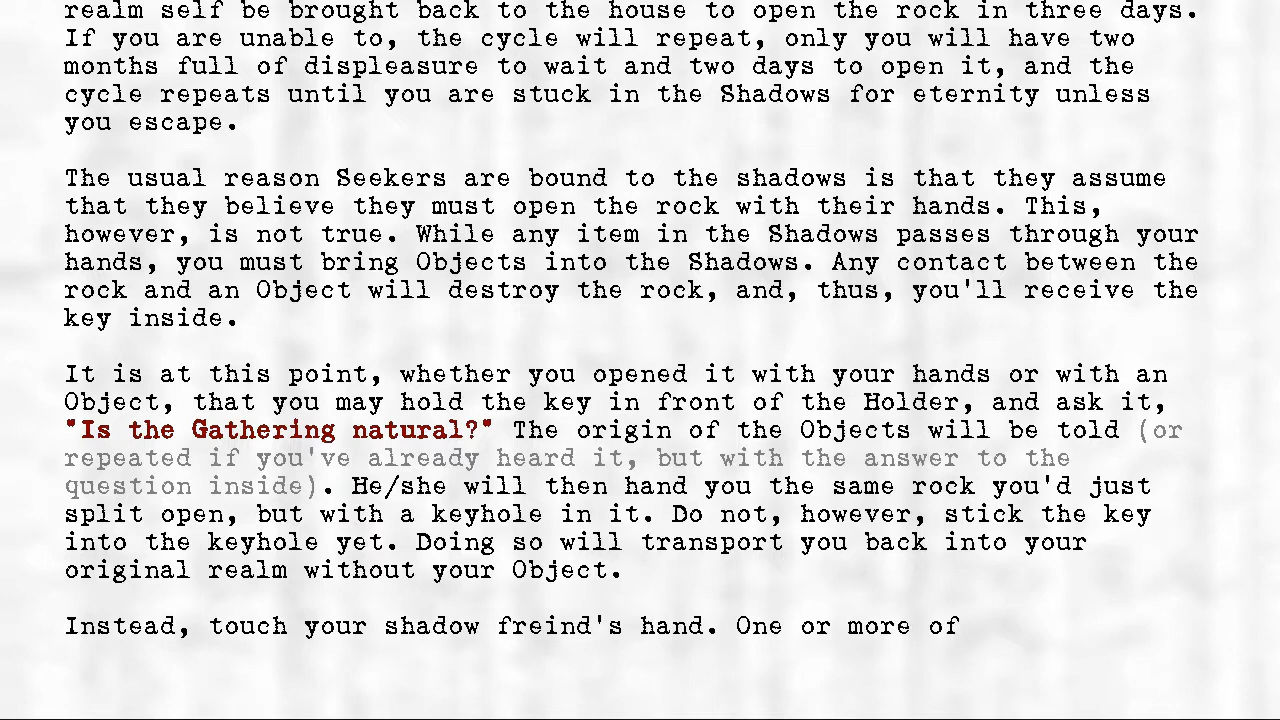 realm self be brought back to the house to open the rock in three days.
If you are unable to, the cycle will repeat, only you will have two
months full of displeasure to wait and two days to open it, and the
cycle repeats until you are stuck in the Shadows for eternity unless
you escape.
The usual reason Seekers are bound to the shadows is that they assume
that they believe they must open the rock with their hands. This,
however, is not true. While any item in the Shadows passes through your
hands, you must bring Objects into the Shadows. Any contact between the
rock and an Object will destroy the rock, and, thus, you'll receive the
key inside.
It is at this point, whether you opened it with your hands or with an
Object, that you may hold the key in front of the Holder, and ask it,
"Is the Gathering natural?" The origin of the Objects will be told (or
repeated if you've already heard it, but with the answer to the
question inside). He/she will then hand you the same rock you'd just
split open, but with a keyhole in it. Do not, however, stick the key
into the keyhole yet. Doing so will transport you back into your
original realm without your Object.
Instead, touch your shadow freind's hand. One or more of